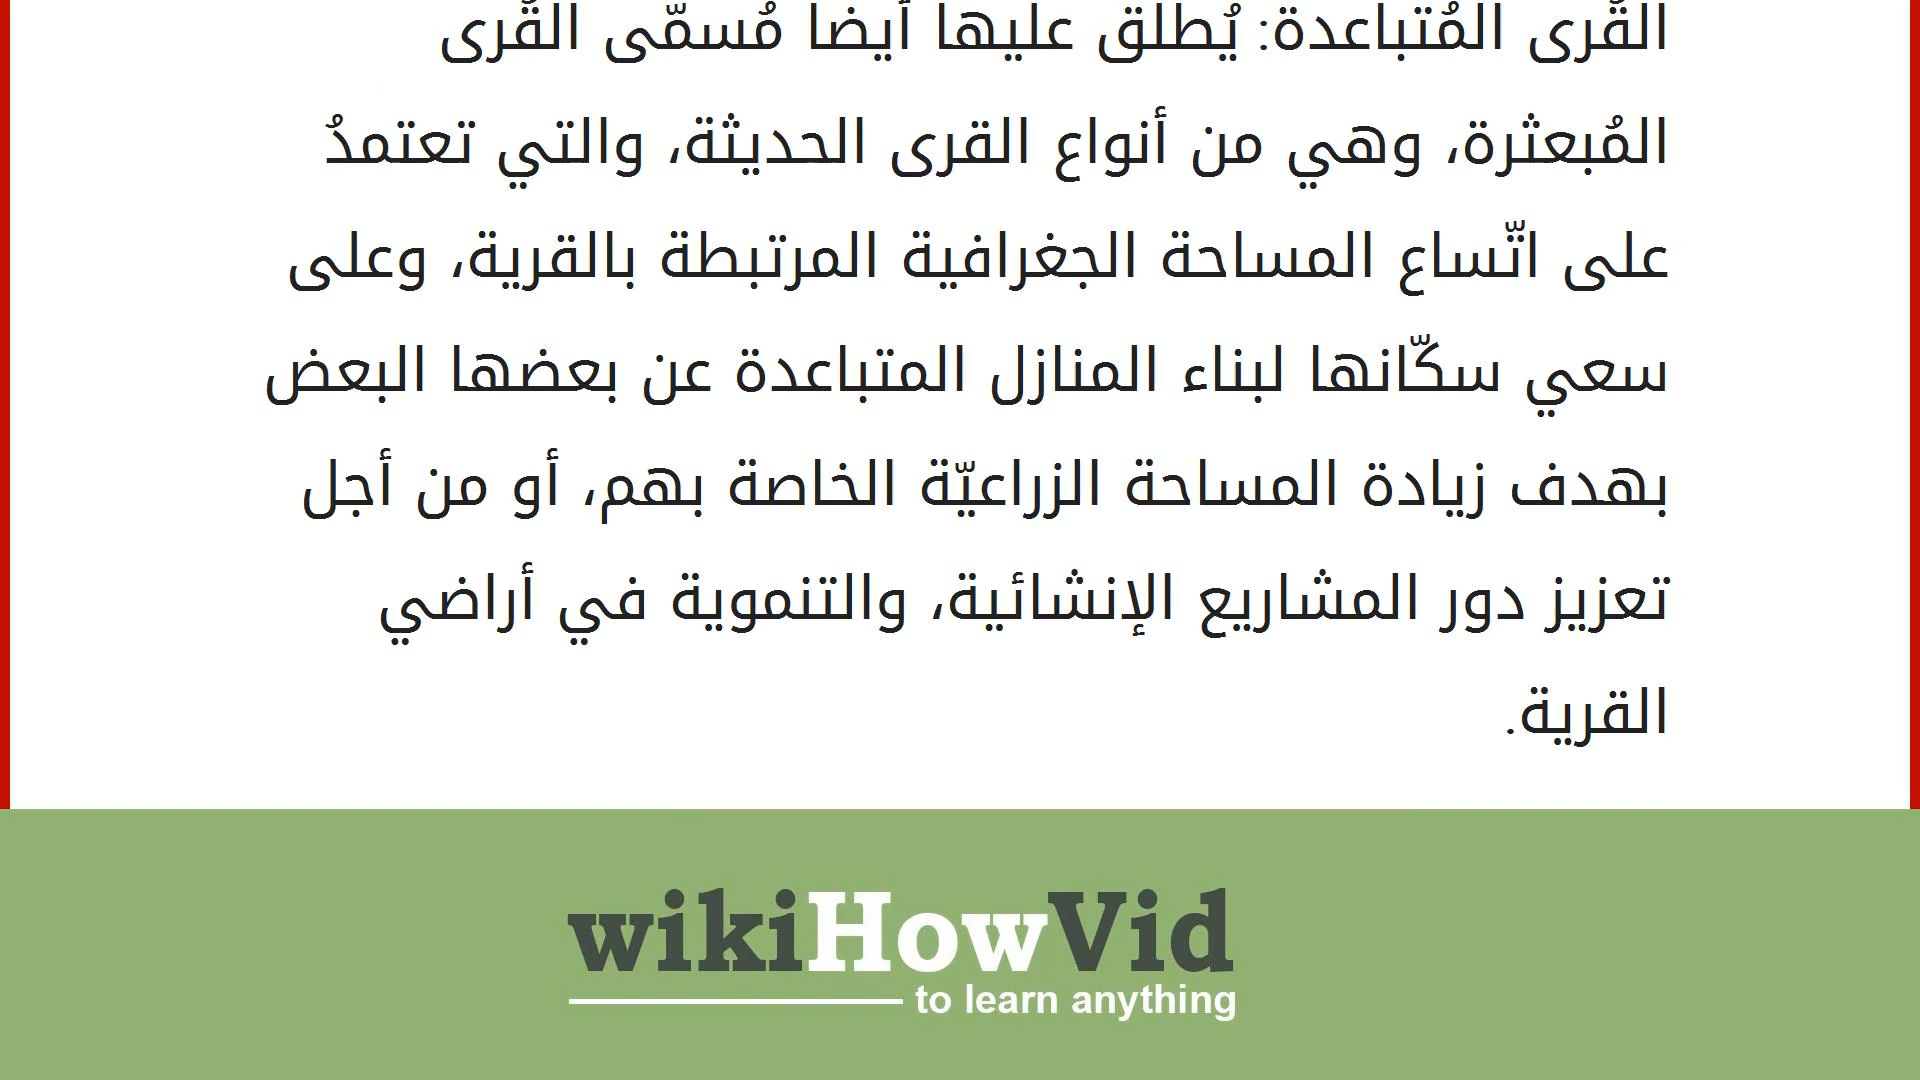 القُرى المُتباعدة: يُطلق عليها أيضاً مُسمّى القُرى
المُبعثرة، وهي من أنواع القرى الحديثة، والتي تعتمدُ
على اتّساع المساحة الجغرافية المرتبطة بالقرية، وعلى
سعي سكّانها لبناء المنازل المتباعدة عن بعضها البعض
بهدف زيادة المساحة الزراعيّة الخاصة بهم، أو من أجل
تعزيز دور المشاريع الإنشائية، والتنموية في أراضي
القرية.
wikiHowVid
to learn anything